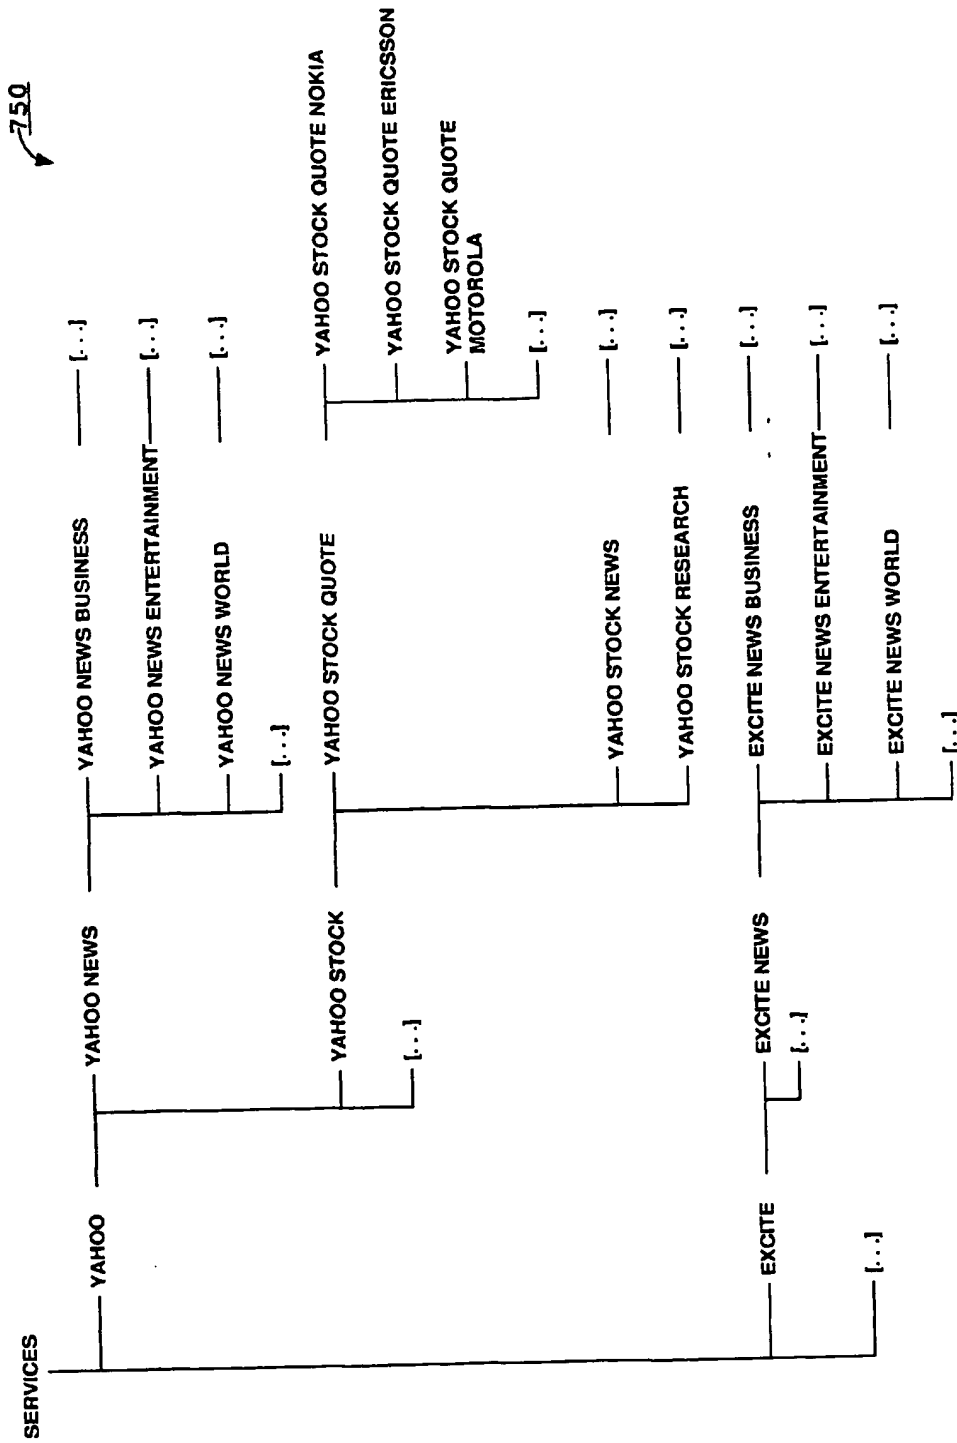 750
SERVICES
YAHOO
YAHOO NEWS
YAHOO NEWS BUSINESS
[...]
YAHOO NEWS ENTERTAINMENT
[...]
YAHOO NEWS WORLD
[...]
[...]
YAHOO STOCK
YAHOO STOCK QUOTE
YAHOO STOCK QUOTE NOKIA
YAHOO STOCK QUOTE ERICSSON
YAHOO STOCK QUOTE
MOTOROLA
[...]
YAHOO STOCK NEWS
[...]
YAHOO STOCK RESEARCH
[...]
[...]
EXCITE
EXCITE NEWS
EXCITE NEWS BUSINESS
[...]
EXCITE NEWS ENTERTAINMENT
[...]
EXCITE NEWS WORLD
[...]
[...]
[...]
[...]